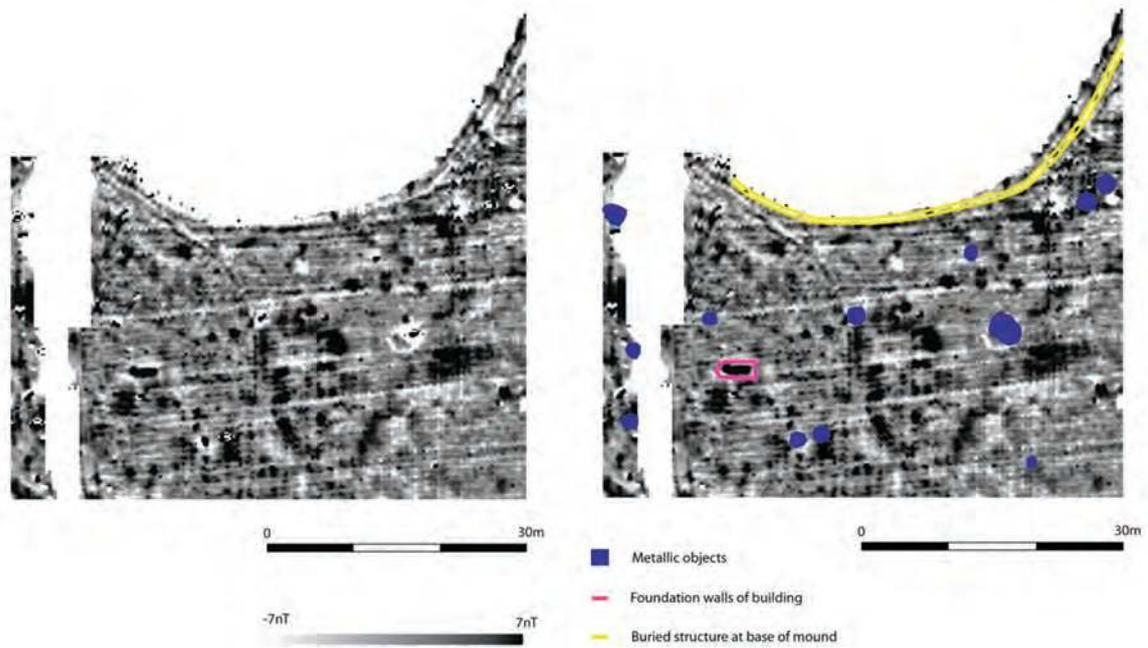 0 30m
0 30m
Metallic objects
Foundation walls of building
-7nT 7nT
Buried structure at base of mound